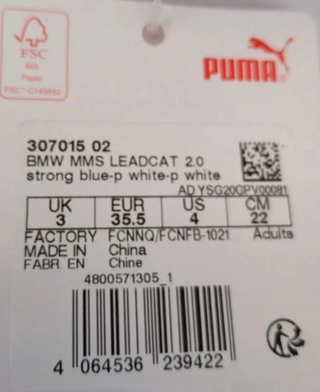 FSC
MIX
Paper
PUMA
307015 02
BMW MMS LEADCAT 2.0
strong blue-p white-p white
AD YSG20GPV00081
UK EUR US CM
3 35.5 4 22
FACTORY FCNNQ/FCNFB-1021 Adults
MADE IN China
FABR. EN Chine
4800571305_1
4 064536 239422